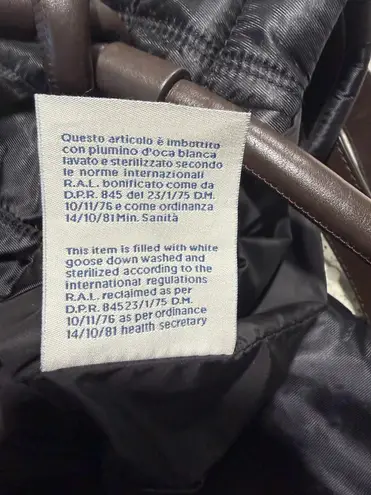 Questo articolo è imbottito
con piumino d'oca bianca
lavato e sterilizzato secondo
le norme internazionali
R.A.L. bonificato come da
D.P.R. 845 del 23/1/75 D.M.
10/11/76 e come ordinanza
14/10/81 Min. Sanità
This item is filled with white
goose down washed and
sterilized according to the
international regulations
R.A.L. reclaimed as per
D.P.R. 84523/1/75 D.M.
10/11/76 as per ordinance
14/10/81 health secretary